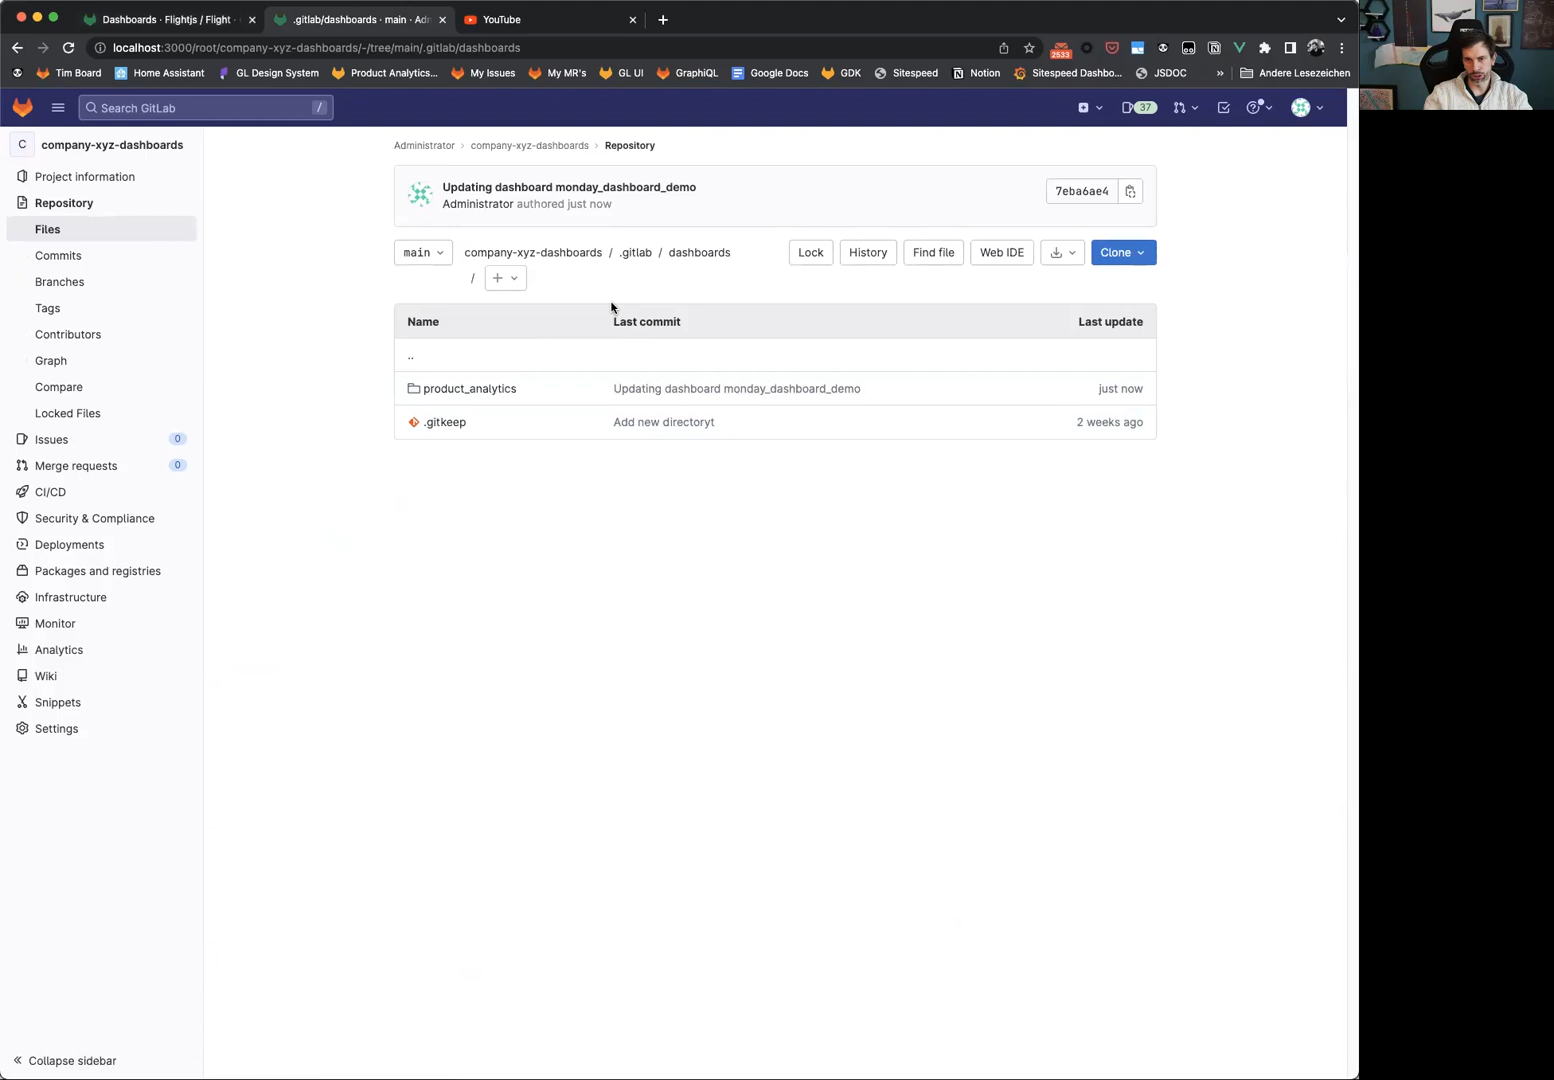 Dashboards · Flightjs / Flight ·
.gitlab/dashboards · main · Adm
YouTube
localhost:3000/root/company-xyz-dashboards/-/tree/main/.gitlab/dashboards
2533
Tim Board
Home Assistant
GL Design System
Product Analytics...
My Issues
My MR's
GL UI
GraphiQL
Google Docs
GDK
Sitespeed
Notion
Sitespeed Dashbo...
JSDOC
»
Andere Lesezeichen
Search GitLab
/
37
C
company-xyz-dashboards
Project information
Repository
Files
Commits
Branches
Tags
Contributors
Graph
Compare
Locked Files
Issues 0
Merge requests 0
CI/CD
Security & Compliance
Deployments
Packages and registries
Infrastructure
Monitor
Analytics
Wiki
Snippets
Settings
Collapse sidebar
Administrator › company-xyz-dashboards › Repository
Updating dashboard monday_dashboard_demo
Administrator authored just now
7eba6ae4
main
company-xyz-dashboards / .gitlab / dashboards
/ +
Lock
History
Find file
Web IDE
Clone
Name Last commit Last update
..
product_analytics Updating dashboard monday_dashboard_demo just now
.gitkeep Add new directoryt 2 weeks ago